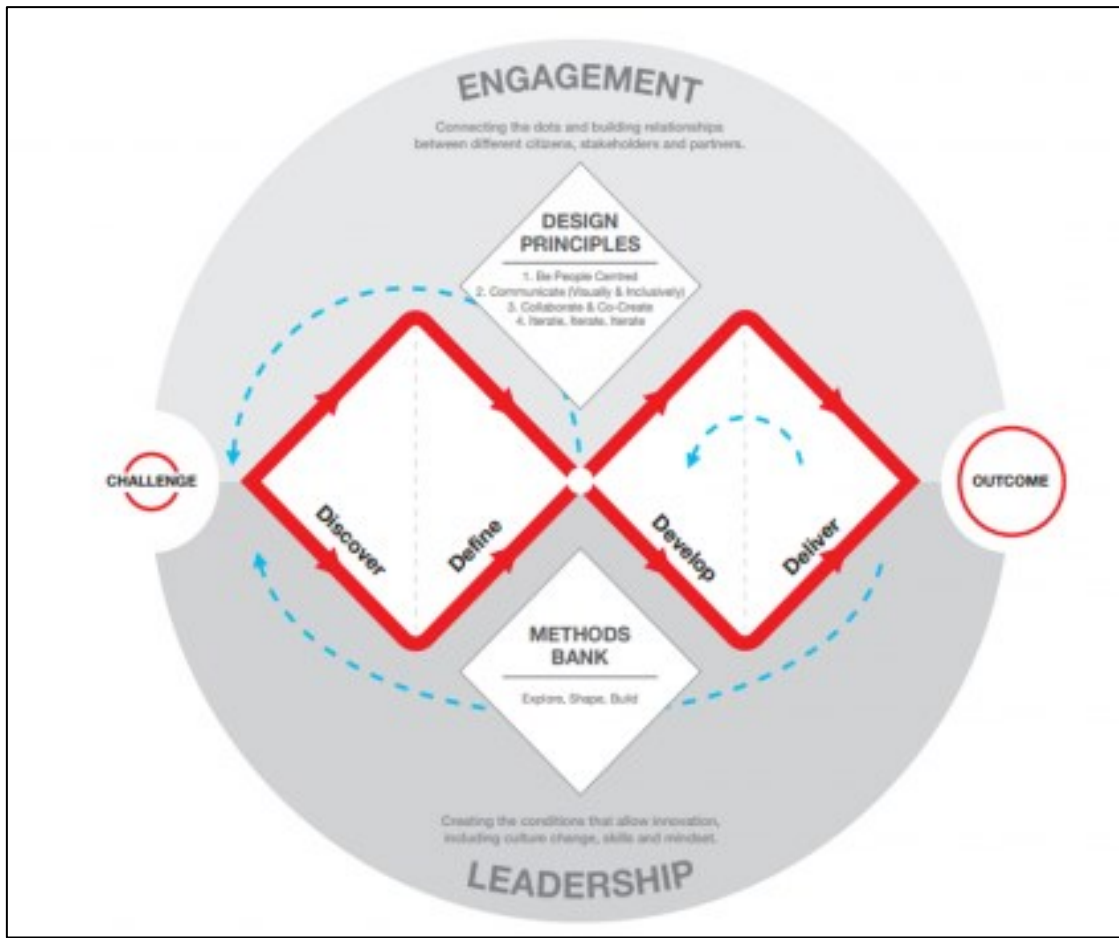 ENGAGEMENT
Connecting the dots and building relationships
between different citizens, stakeholders and partners.
DESIGN
PRINCIPLES
1. Be People Centred
2. Communicate (Visually & Inclusively)
3. Collaborate & Co-Create
4. Iterate, Iterate, Iterate
CHALLENGE
OUTCOME
Discover
Define
Develop
Deliver
METHODS
BANK
Explore, Shape, Build
Creating the conditions that allow innovation,
including culture change, skills and mindset.
LEADERSHIP